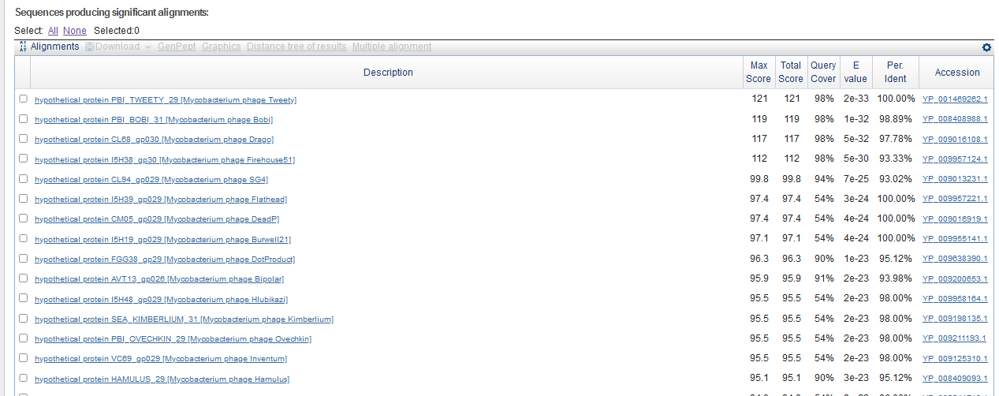 Sequences producing significant alignments:
Select: All None Selected:0
Alignments Download GenPept Graphics Distance tree of results Multiple alignment
Description Max Score Total Score Query Cover E value Per. Ident Accession
hypothetical protein PBI_TWEETY_29 [Mycobacterium phage Tweety] 121 121 98% 2e-33 100.00% YP_001469262.1
hypothetical protein PBI_BOBI_31 [Mycobacterium phage Bobi] 119 119 98% 1e-32 98.89% YP_008408988.1
hypothetical protein CL68_gp030 [Mycobacterium phage Drago] 117 117 98% 5e-32 97.78% YP_009016108.1
hypothetical protein I5H38_gp30 [Mycobacterium phage Firehouse51] 112 112 98% 5e-30 93.33% YP_009957124.1
hypothetical protein CL94_gp029 [Mycobacterium phage SG4] 99.8 99.8 94% 7e-25 93.02% YP_009013231.1
hypothetical protein I5H39_gp029 [Mycobacterium phage Flathead] 97.4 97.4 54% 3e-24 100.00% YP_009957221.1
hypothetical protein CM05_gp029 [Mycobacterium phage DeadP] 97.4 97.4 54% 4e-24 100.00% YP_009016919.1
hypothetical protein I5H19_gp029 [Mycobacterium phage Burwell21] 97.1 97.1 54% 4e-24 100.00% YP_009955141.1
hypothetical protein FGG38_gp29 [Mycobacterium phage DotProduct] 96.3 96.3 90% 1e-23 95.12% YP_009638390.1
hypothetical protein AVT13_gp026 [Mycobacterium phage Bipolar] 95.9 95.9 91% 2e-23 93.98% YP_009200653.1
hypothetical protein I5H48_gp029 [Mycobacterium phage Hlubikazi] 95.5 95.5 54% 2e-23 98.00% YP_009958164.1
hypothetical protein SEA_KIMBERLIUM_31 [Mycobacterium phage Kimberlium] 95.5 95.5 54% 2e-23 98.00% YP_009198135.1
hypothetical protein PBI_OVECHKIN_29 [Mycobacterium phage Ovechkin] 95.5 95.5 54% 2e-23 98.00% YP_009211193.1
hypothetical protein VC69_gp029 [Mycobacterium phage Inventum] 95.5 95.5 54% 2e-23 98.00% YP_009125310.1
hypothetical protein HAMULUS_29 [Mycobacterium phage Hamulus] 95.1 95.1 90% 3e-23 95.12% YP_008409093.1